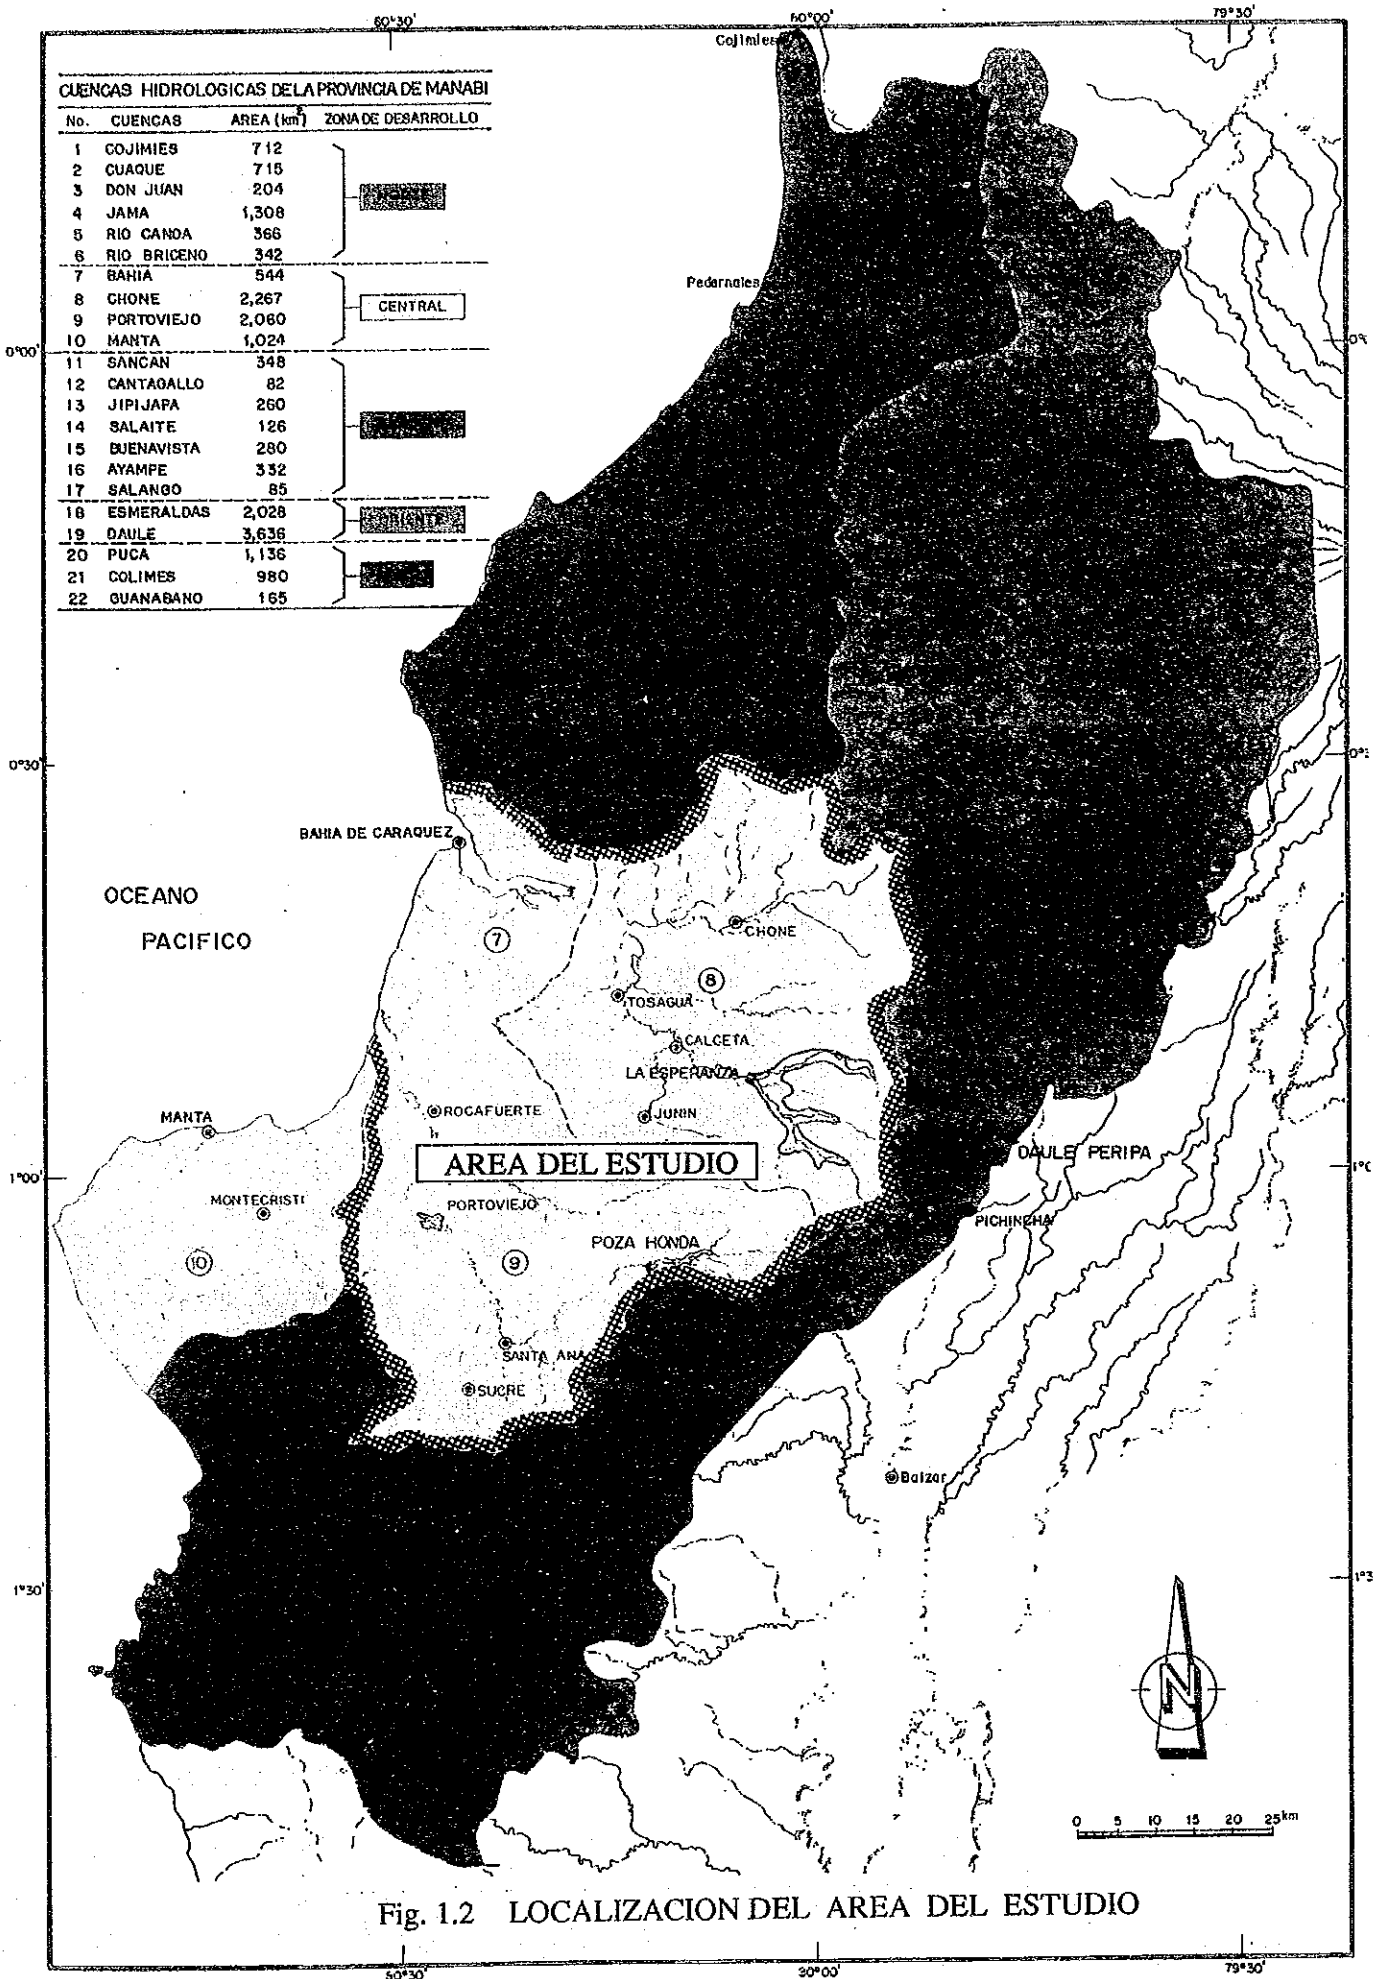 80°30'
80°00'
79°30'
Cojimies
CUENCAS HIDROLOGICAS DE LA PROVINCIA DE MANABI
No. CUENCAS AREA (km²) ZONA DE DESARROLLO
1 COJIMIES 712
2 CUAQUE 715
3 DON JUAN 204
4 JAMA 1,308
5 RIO CANOA 366
6 RIO BRICENO 342
7 BAHIA 544
8 CHONE 2,267
CENTRAL
9 PORTOVIEJO 2,060
10 MANTA 1,024
11 SANCAN 348
12 CANTAGALLO 82
13 JIPIJAPA 260
14 SALAITE 126
15 BUENAVISTA 280
16 AYAMPE 332
17 SALANGO 85
18 ESMERALDAS 2,028
ORIENTE
19 DAULE 3,636
20 PUCA 1,136
21 COLIMES 980
22 GUANABANO 165
Pedarnales
0°00'
0°30'
BAHIA DE CARAQUEZ
OCEANO
PACIFICO
CHONE
7
8
TOSAGUA
CALCETA
LA ESPERANZA
ROCAFUERTE
JUNIN
MANTA
AREA DEL ESTUDIO
DAULE PERIPA
1°00'
MONTECRISTI
PORTOVIEJO
PICHINCHA
POZA HONDA
10
9
SANTA ANA
SUCRE
Balzar
1°30'
N
0 5 10 15 20 25km
Fig. 1.2 LOCALIZACION DEL AREA DEL ESTUDIO
80°30'
80°00'
79°30'